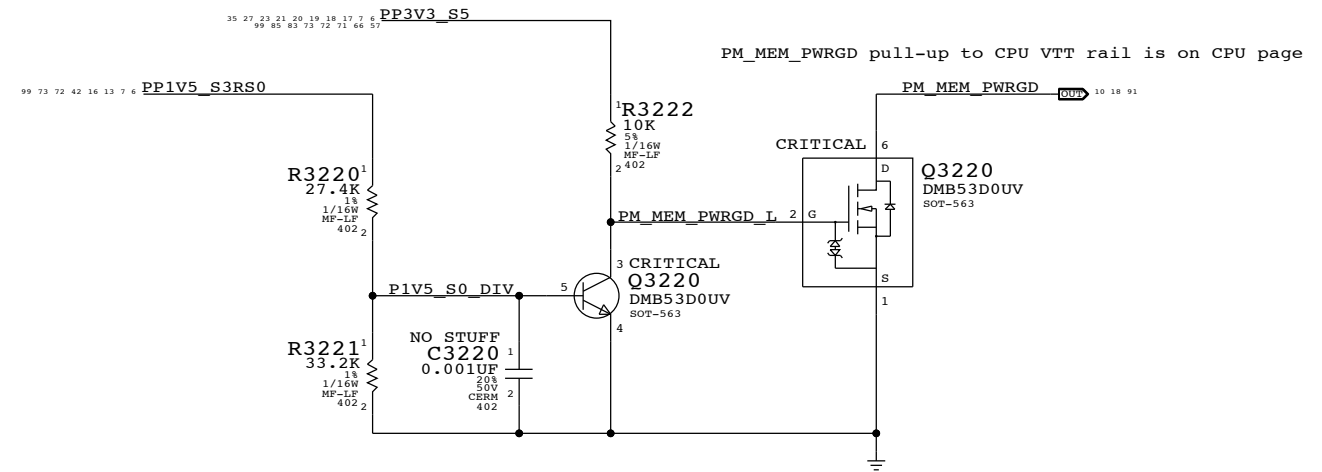 35 27 23 21 20 19 18 17 7 6 PP3V3_S5
99 85 83 73 72 71 66 57
PM_MEM_PWRGD pull-up to CPU VTT rail is on CPU page
99 73 72 42 16 13 7 6 PP1V5_S3RS0
PM_MEM_PWRGD OUT 10 18 91
1 R3222
10K
5%
1/16W
MF-LF
402
2
CRITICAL 6
D
Q3220
DMB53D0UV
SOT-563
R3220 1
27.4K
1%
1/16W
MF-LF
402 2
PM_MEM_PWRGD_L 2 G
S
1
3 CRITICAL
Q3220
DMB53D0UV
SOT-563
4
P1V5_S0_DIV 5
R3221 1
33.2K
1%
1/16W
MF-LF
402 2
NO STUFF
C3220 1
0.001UF
20%
50V
CERM
402
2